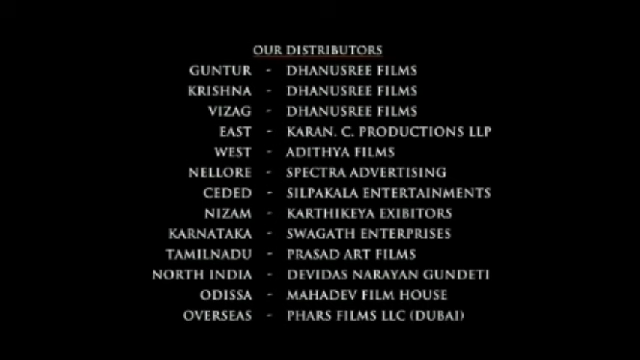 OUR DISTRIBUTORS
GUNTUR - DHANUSREE FILMS
KRISHNA - DHANUSREE FILMS
VIZAG - DHANUSREE FILMS
EAST - KARAN. C. PRODUCTIONS LLP
WEST - ADITHYA FILMS
NELLORE - SPECTRA ADVERTISING
CEDED - SILPAKALA ENTERTAINMENTS
NIZAM - KARTHIKEYA EXIBITORS
KARNATAKA - SWAGATH ENTERPRISES
TAMILNADU - PRASAD ART FILMS
NORTH INDIA - DEVIDAS NARAYAN GUNDETI
ODISSA - MAHADEV FILM HOUSE
OVERSEAS - PHARS FILMS LLC (DUBAI)